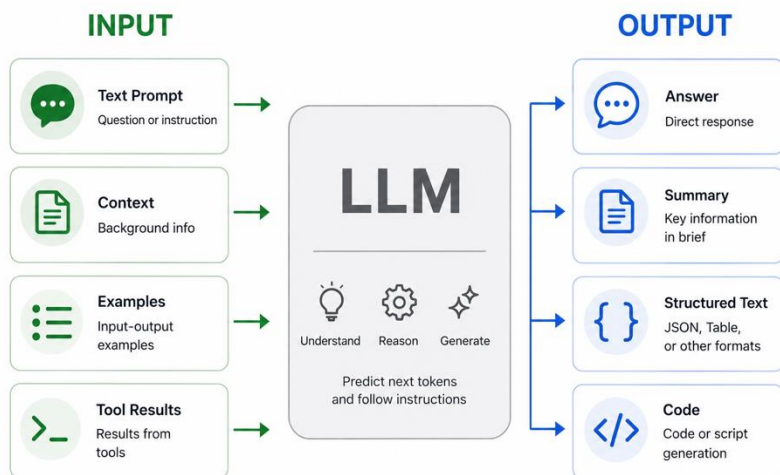 INPUT
Text Prompt
Question or instruction
Context
Background info
Examples
Input-output
examples
Tool Results
Results from
tools
LLM
Understand
Reason
Generate
Predict next tokens
and follow instructions
OUTPUT
Answer
Direct response
Summary
Key information
in brief
Structured Text
JSON, Table,
or other formats
Code
Code or script
generation